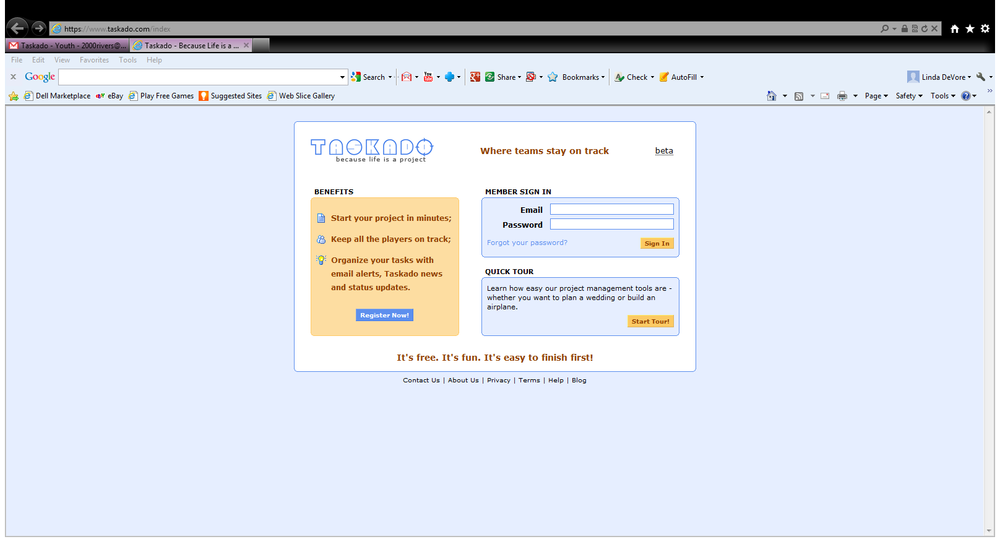 https://www.taskado.com/index
Taskado - Youth - 2000rivers@... Taskado - Because Life is a ...
File Edit View Favorites Tools Help
x Google Search Share Bookmarks Check AutoFill Linda DeVore
Dell Marketplace eBay Play Free Games Suggested Sites Web Slice Gallery Page Safety Tools
TASKADO
because life is a project
Where teams stay on track
beta
BENEFITS
Start your project in minutes;
Keep all the players on track;
Organize your tasks with
email alerts, Taskado news
and status updates.
Register Now!
MEMBER SIGN IN
Email
Password
Forgot your password? Sign In
QUICK TOUR
Learn how easy our project management tools are -
whether you want to plan a wedding or build an
airplane.
Start Tour!
It's free. It's fun. It's easy to finish first!
Contact Us | About Us | Privacy | Terms | Help | Blog